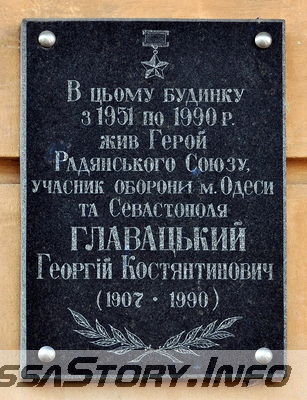 В цьому будинку
з 1951 по 1990 р.
жив Герой
Радянського Союзу,
учасник оборони м. Одеси
та Севастополя
ГЛАВАЦЬКИЙ
Георгій Костянтинович
(1907 · 1990)
ssaStory.Info